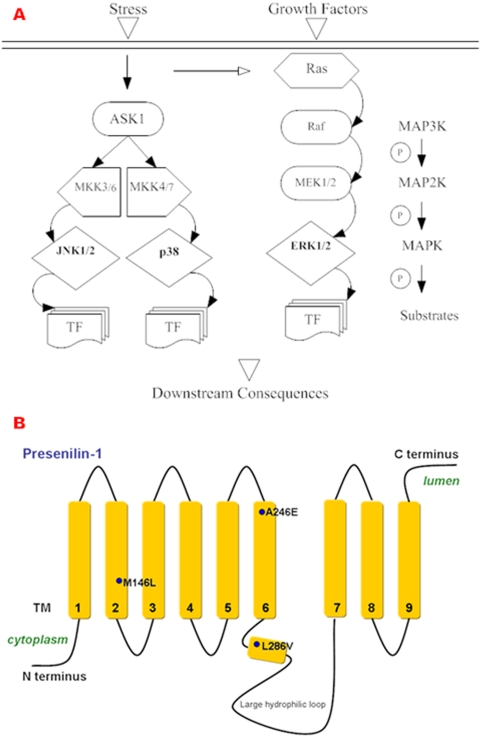 A
Stress
Growth Factors
Ras
ASK1
Raf
MAP3K
P
MKK3/6
MKK4/7
MEK1/2
MAP2K
P
JNK1/2
p38
ERK1/2
MAPK
P
TF
TF
TF
Substrates
Downstream Consequences
B
Presenilin-1
C terminus
lumen
A246E
M146L
TM
1
2
3
4
5
6
7
8
9
cytoplasm
L286V
N terminus
Large hydrophilic loop